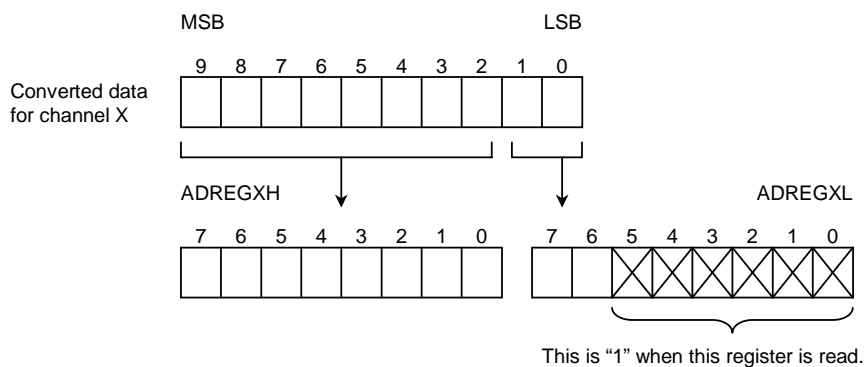 MSB LSB
9 8 7 6 5 4 3 2 1 0
Converted data
for channel X
ADREGXH ADREGXL
7 6 5 4 3 2 1 0 7 6 5 4 3 2 1 0
This is “1” when this register is read.